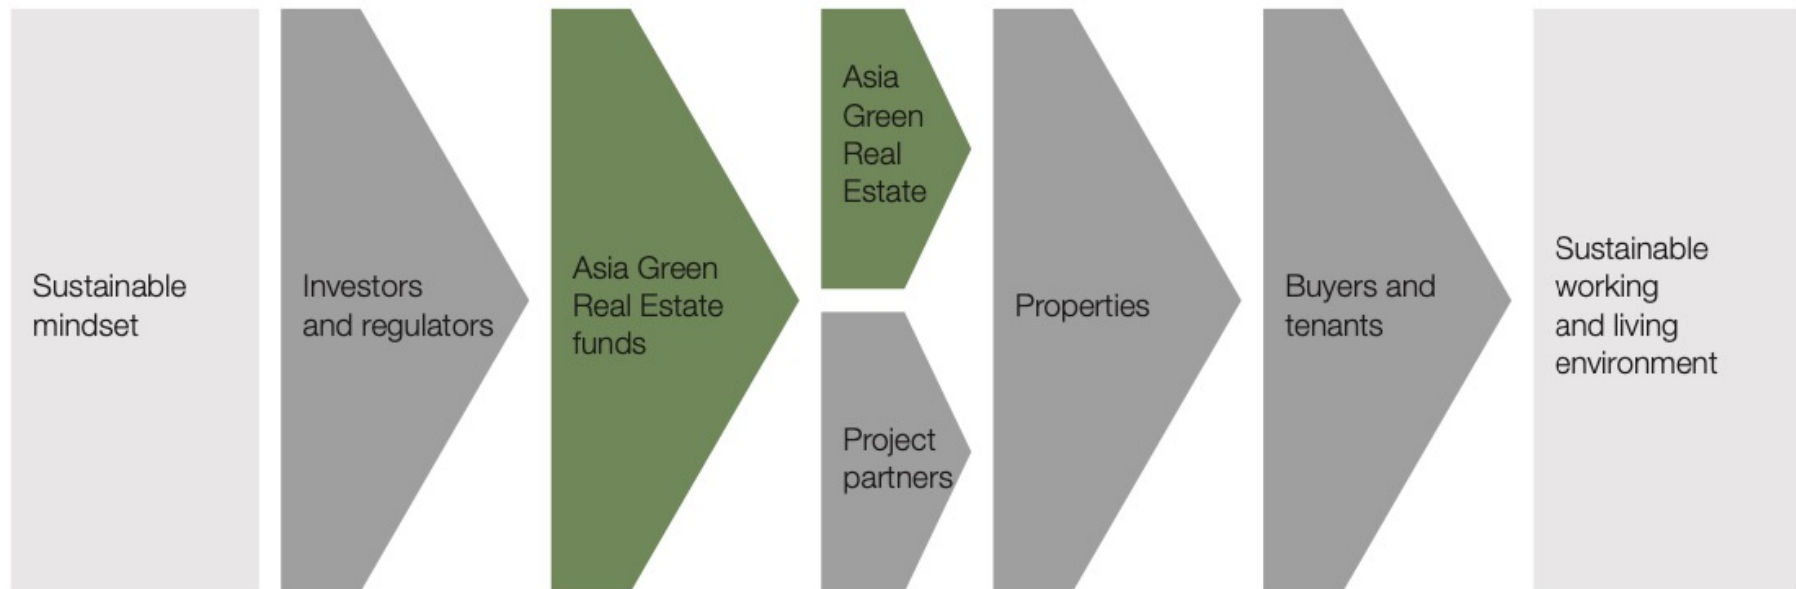 Sustainable
mindset
Investors
and regulators
Asia Green
Real Estate
funds
Asia
Green
Real
Estate
Project
partners
Properties
Buyers and
tenants
Sustainable
working
and living
environment